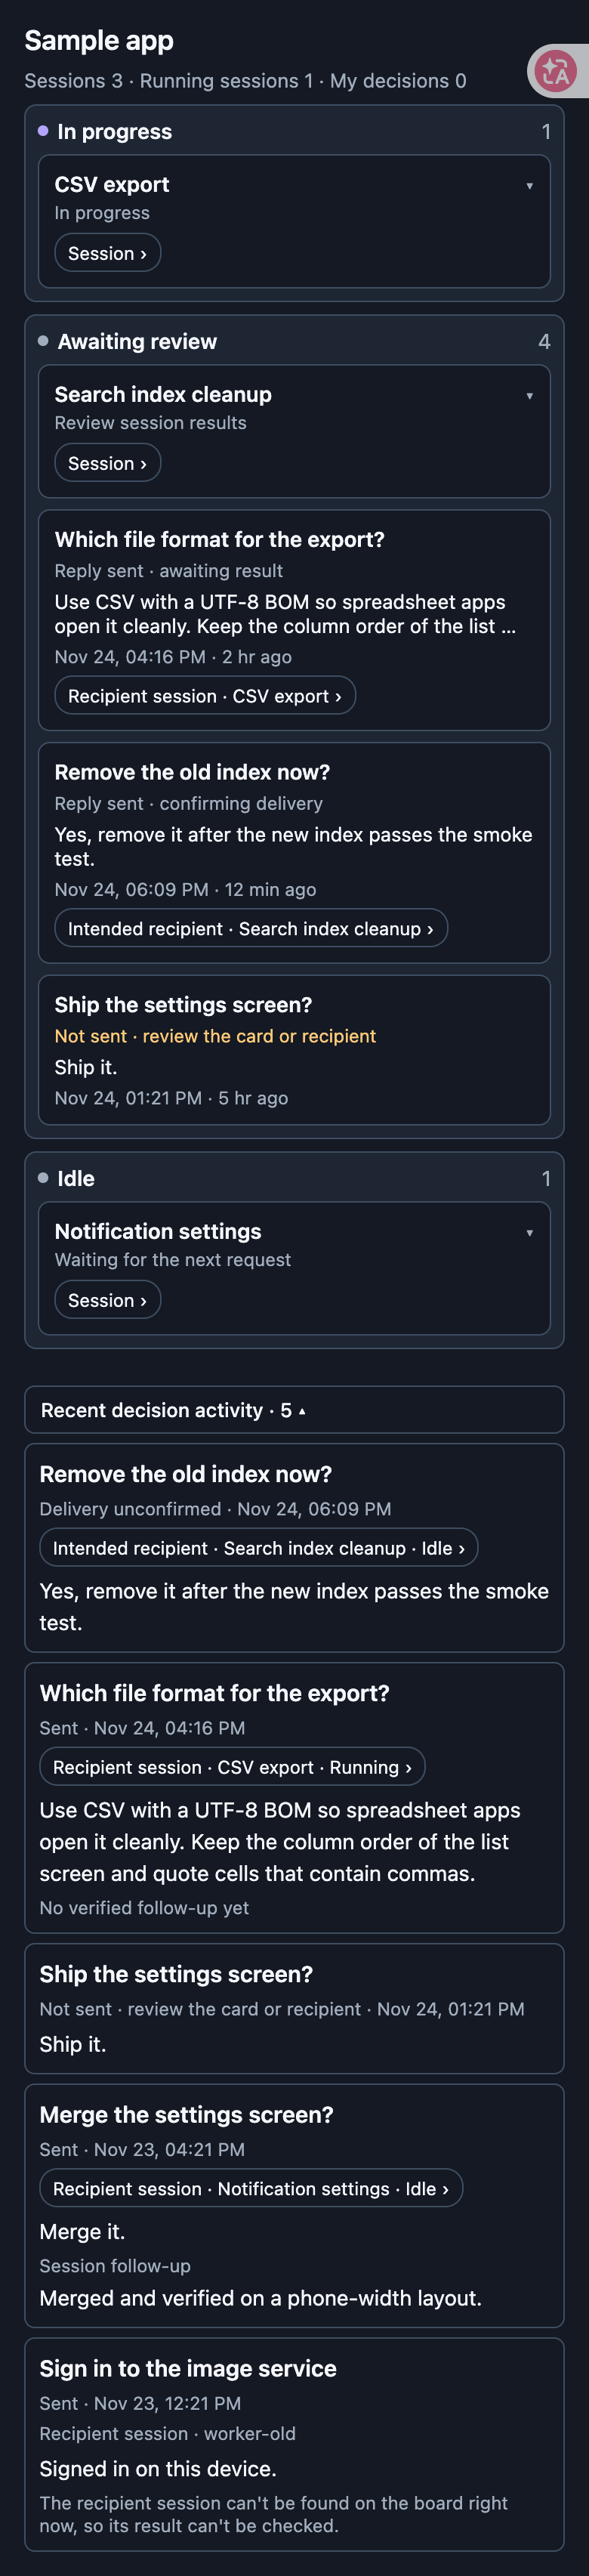 Sample app
Sessions 3 · Running sessions 1 · My decisions 0
In progress
1
CSV export
In progress
Session ›
Awaiting review
4
Search index cleanup
Review session results
Session ›
Which file format for the export?
Reply sent · awaiting result
Use CSV with a UTF-8 BOM so spreadsheet apps
open it cleanly. Keep the column order of the list ...
Nov 24, 04:16 PM · 2 hr ago
Recipient session · CSV export ›
Remove the old index now?
Reply sent · confirming delivery
Yes, remove it after the new index passes the smoke
test.
Nov 24, 06:09 PM · 12 min ago
Intended recipient · Search index cleanup ›
Ship the settings screen?
Not sent · review the card or recipient
Ship it.
Nov 24, 01:21 PM · 5 hr ago
Idle
1
Notification settings
Waiting for the next request
Session ›
Recent decision activity · 5
Remove the old index now?
Delivery unconfirmed · Nov 24, 06:09 PM
Intended recipient · Search index cleanup · Idle ›
Yes, remove it after the new index passes the smoke
test.
Which file format for the export?
Sent · Nov 24, 04:16 PM
Recipient session · CSV export · Running ›
Use CSV with a UTF-8 BOM so spreadsheet apps
open it cleanly. Keep the column order of the list
screen and quote cells that contain commas.
No verified follow-up yet
Ship the settings screen?
Not sent · review the card or recipient · Nov 24, 01:21 PM
Ship it.
Merge the settings screen?
Sent · Nov 23, 04:21 PM
Recipient session · Notification settings · Idle ›
Merge it.
Session follow-up
Merged and verified on a phone-width layout.
Sign in to the image service
Sent · Nov 23, 12:21 PM
Recipient session · worker-old
Signed in on this device.
The recipient session can't be found on the board right
now, so its result can't be checked.